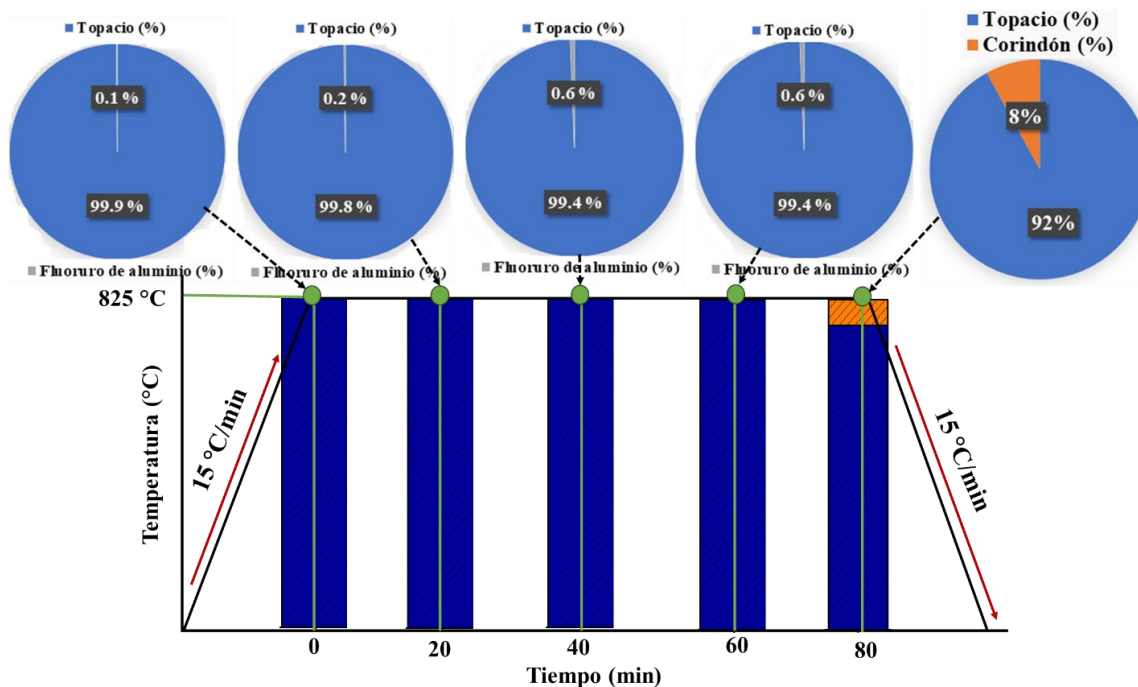 Topacio (%)
0.1 %
99.9 %
Fluoruro de aluminio (%)
Topacio (%)
0.2 %
99.8 %
Fluoruro de aluminio (%)
Topacio (%)
0.6 %
99.4 %
Fluoruro de aluminio (%)
Topacio (%)
0.6 %
99.4 %
Fluoruro de aluminio (%)
Topacio (%)
Corindón (%)
8%
92%
825 °C
Temperatura (°C)
15 °C/min
15 °C/min
0
20
40
60
80
Tiempo (min)